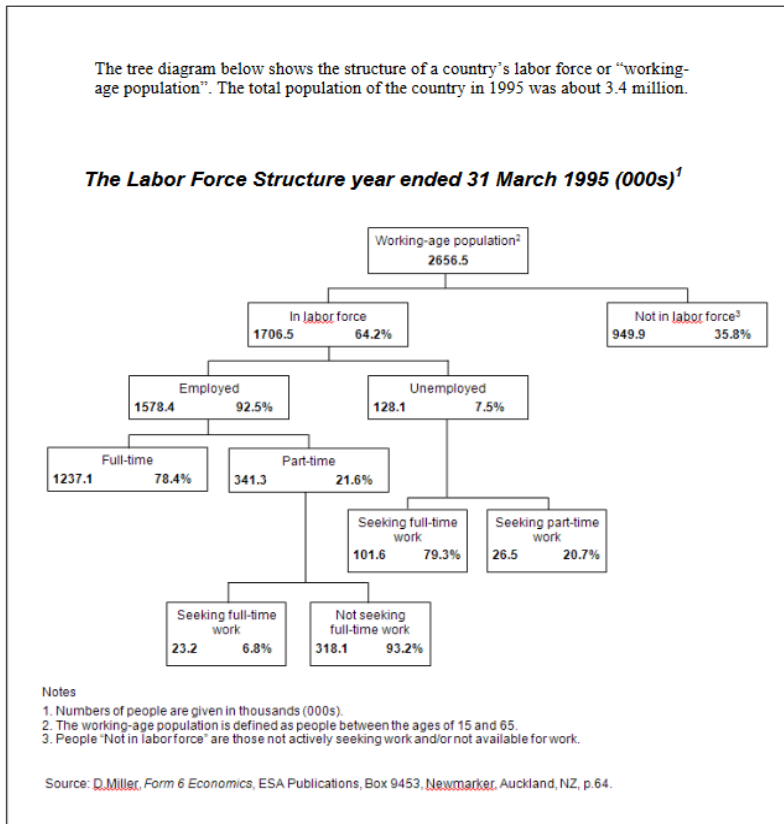 The tree diagram below shows the structure of a country's labor force or "working-
age population". The total population of the country in 1995 was about 3.4 million.
The Labor Force Structure year ended 31 March 1995 (000s)¹
Working-age population²
2656.5
In labor force
1706.5 64.2%
Not in labor force³
949.9 35.8%
Employed
1578.4 92.5%
Unemployed
128.1 7.5%
Full-time
1237.1 78.4%
Part-time
341.3 21.6%
Seeking full-time
work
101.6 79.3%
Seeking part-time
work
26.5 20.7%
Seeking full-time
work
23.2 6.8%
Not seeking
full-time work
318.1 93.2%
Notes
1. Numbers of people are given in thousands (000s).
2. The working-age population is defined as people between the ages of 15 and 65.
3. People "Not in labor force" are those not actively seeking work and/or not available for work.
Source: D.Miller, Form 6 Economics, ESA Publications, Box 9453, Newmarker, Auckland, NZ, p.64.